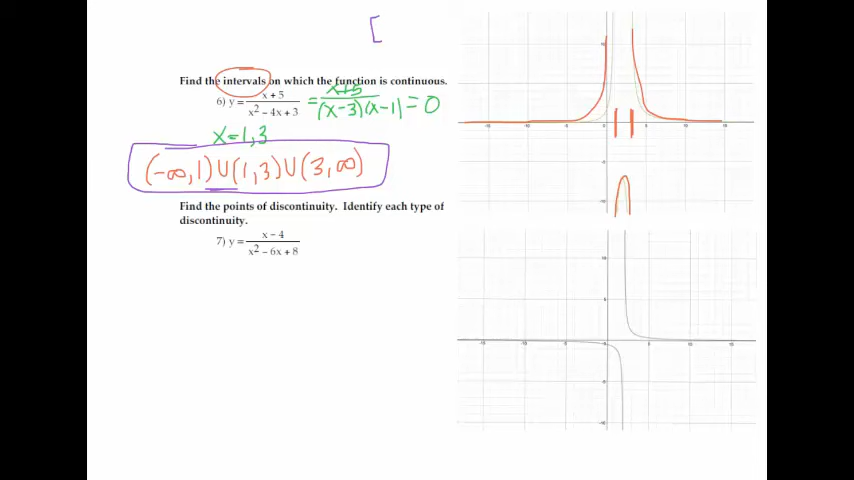 [
Find the intervals on which the function is continuous.
6) y = x + 5 / x² − 4x + 3 = x+5 / (x−3)(x−1) = 0
x = 1, 3
(−∞, 1) ∪ (1, 3) ∪ (3, ∞)
Find the points of discontinuity. Identify each type of
discontinuity.
7) y = x − 4 / x² − 6x + 8